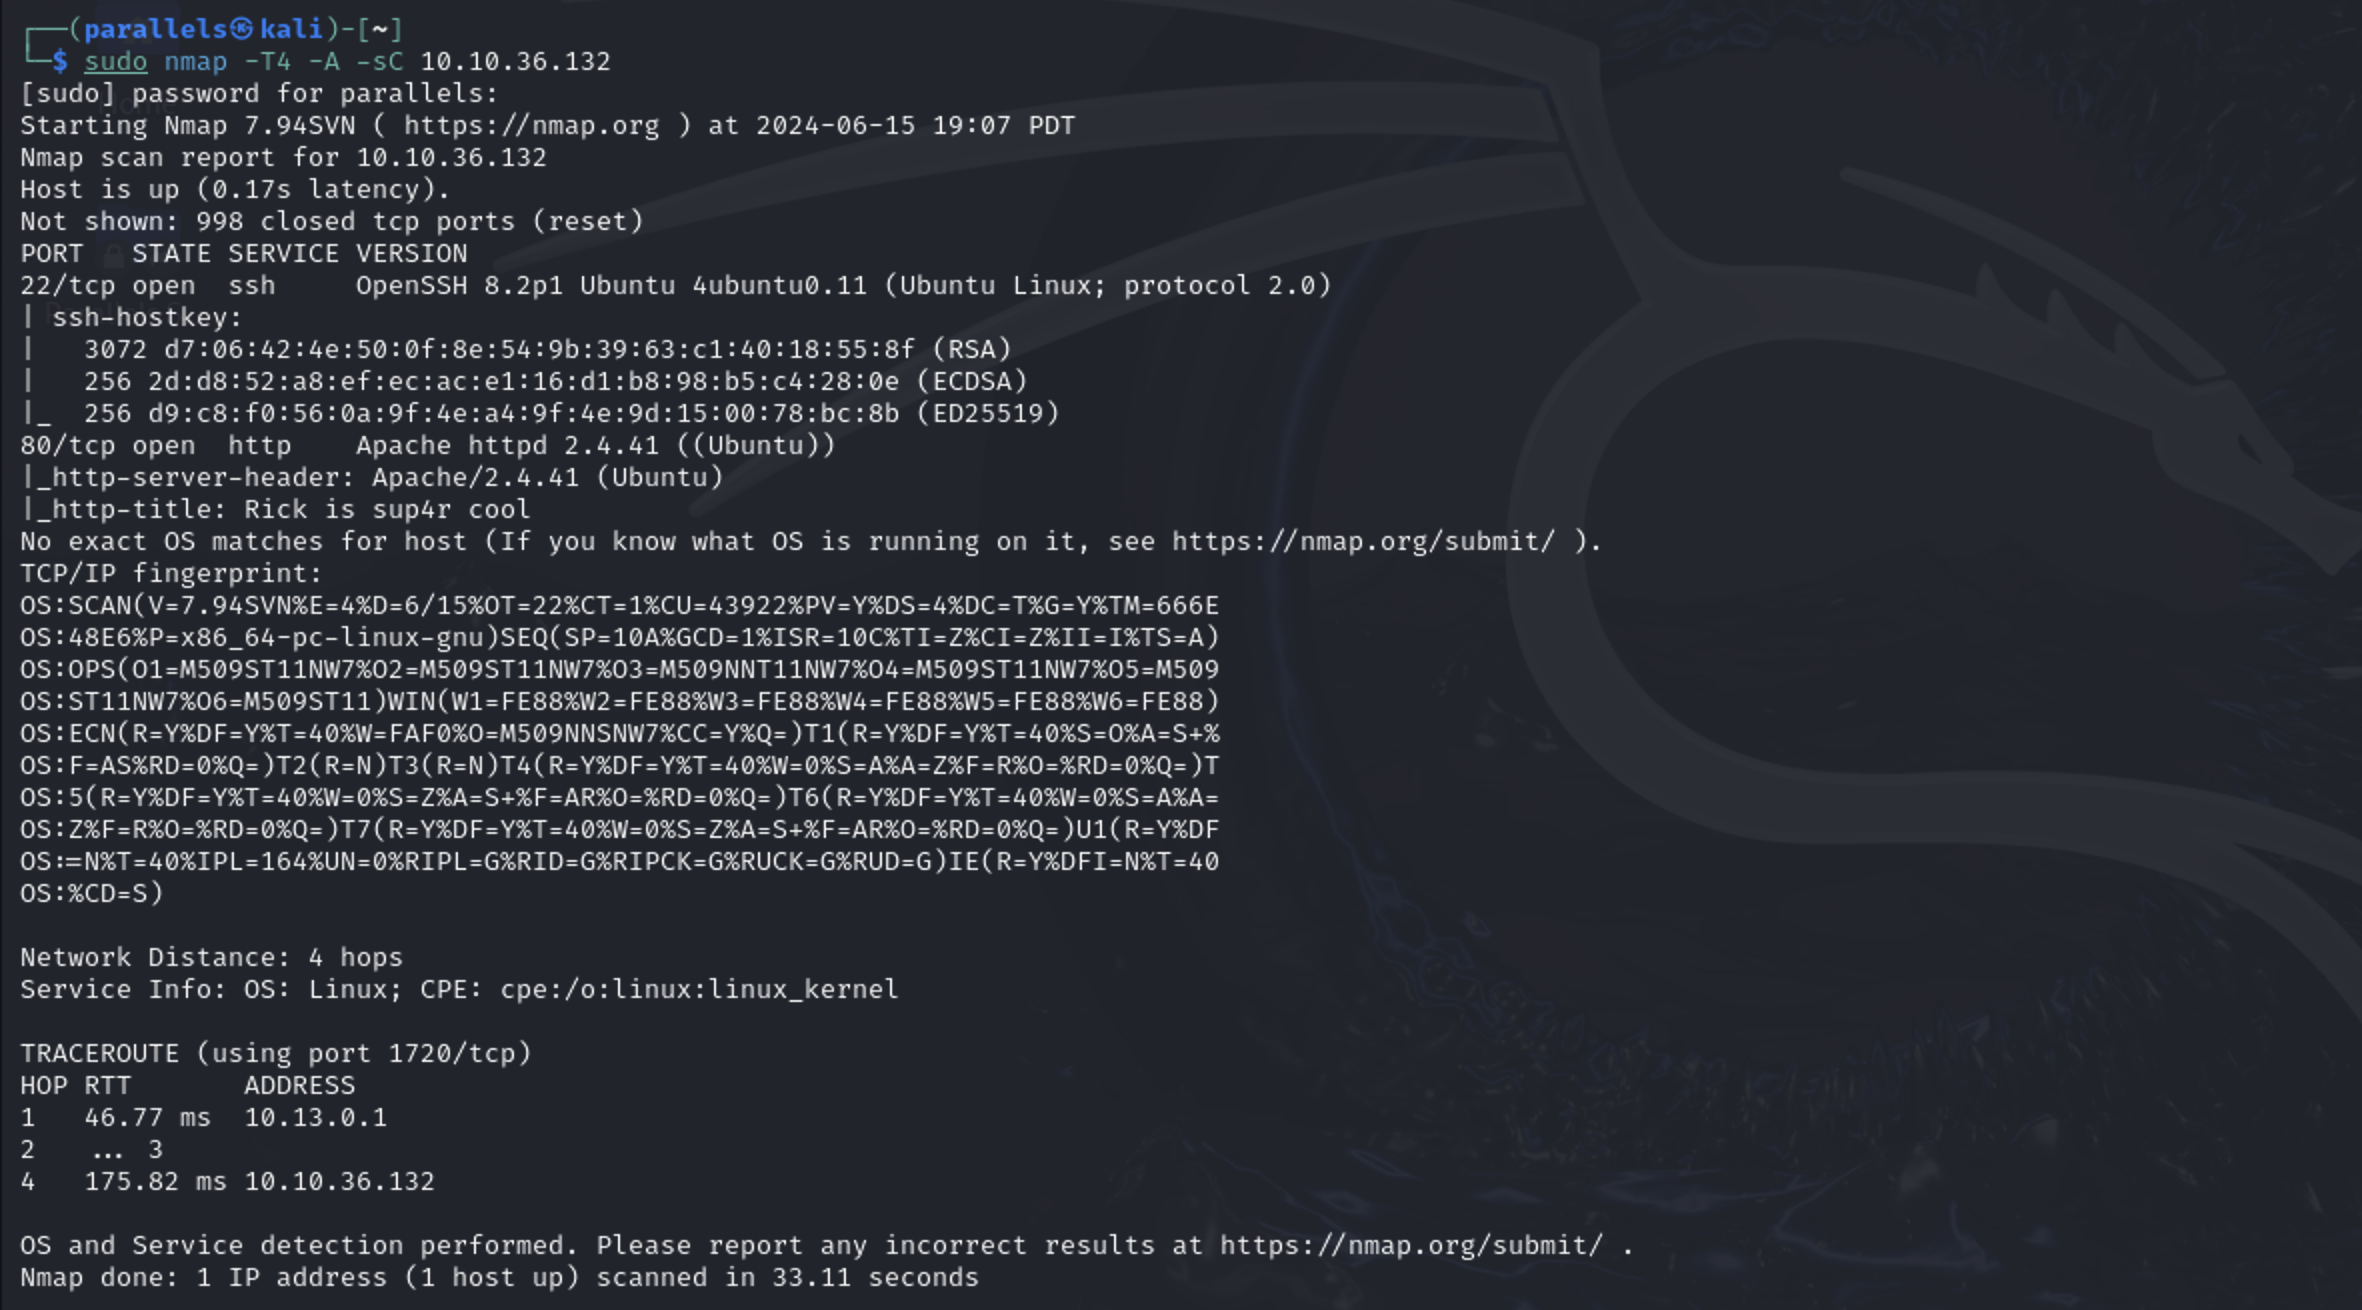 ┌──(parallels㉿kali)-[~]
└─$ sudo nmap -T4 -A -sC 10.10.36.132
[sudo] password for parallels:
Starting Nmap 7.94SVN ( https://nmap.org ) at 2024-06-15 19:07 PDT
Nmap scan report for 10.10.36.132
Host is up (0.17s latency).
Not shown: 998 closed tcp ports (reset)
PORT   STATE SERVICE VERSION
22/tcp open  ssh     OpenSSH 8.2p1 Ubuntu 4ubuntu0.11 (Ubuntu Linux; protocol 2.0)
| ssh-hostkey:
|   3072 d7:06:42:4e:50:0f:8e:54:9b:39:63:c1:40:18:55:8f (RSA)
|   256 2d:d8:52:a8:ef:ec:ac:e1:16:d1:b8:98:b5:c4:28:0e (ECDSA)
|_  256 d9:c8:f0:56:0a:9f:4e:a4:9f:4e:9d:15:00:78:bc:8b (ED25519)
80/tcp open  http    Apache httpd 2.4.41 ((Ubuntu))
|_http-server-header: Apache/2.4.41 (Ubuntu)
|_http-title: Rick is sup4r cool
No exact OS matches for host (If you know what OS is running on it, see https://nmap.org/submit/ ).
TCP/IP fingerprint:
OS:SCAN(V=7.94SVN%E=4%D=6/15%OT=22%CT=1%CU=43922%PV=Y%DS=4%DC=T%G=Y%TM=666E
OS:48E6%P=x86_64-pc-linux-gnu)SEQ(SP=10A%GCD=1%ISR=10C%TI=Z%CI=Z%II=I%TS=A)
OS:OPS(O1=M509ST11NW7%O2=M509ST11NW7%O3=M509NNT11NW7%O4=M509ST11NW7%O5=M509
OS:ST11NW7%O6=M509ST11)WIN(W1=FE88%W2=FE88%W3=FE88%W4=FE88%W5=FE88%W6=FE88)
OS:ECN(R=Y%DF=Y%T=40%W=FAF0%O=M509NNSNW7%CC=Y%Q=)T1(R=Y%DF=Y%T=40%S=O%A=S+%
OS:F=AS%RD=0%Q=)T2(R=N)T3(R=N)T4(R=Y%DF=Y%T=40%W=0%S=A%A=Z%F=R%O=%RD=0%Q=)T
OS:5(R=Y%DF=Y%T=40%W=0%S=Z%A=S+%F=AR%O=%RD=0%Q=)T6(R=Y%DF=Y%T=40%W=0%S=A%A=
OS:Z%F=R%O=%RD=0%Q=)T7(R=Y%DF=Y%T=40%W=0%S=Z%A=S+%F=AR%O=%RD=0%Q=)U1(R=Y%DF
OS:=N%T=40%IPL=164%UN=0%RIPL=G%RID=G%RIPCK=G%RUCK=G%RUD=G)IE(R=Y%DFI=N%T=40
OS:%CD=S)

Network Distance: 4 hops
Service Info: OS: Linux; CPE: cpe:/o:linux:linux_kernel

TRACEROUTE (using port 1720/tcp)
HOP RTT       ADDRESS
1   46.77 ms  10.13.0.1
2   ... 3
4   175.82 ms 10.10.36.132

OS and Service detection performed. Please report any incorrect results at https://nmap.org/submit/ .
Nmap done: 1 IP address (1 host up) scanned in 33.11 seconds